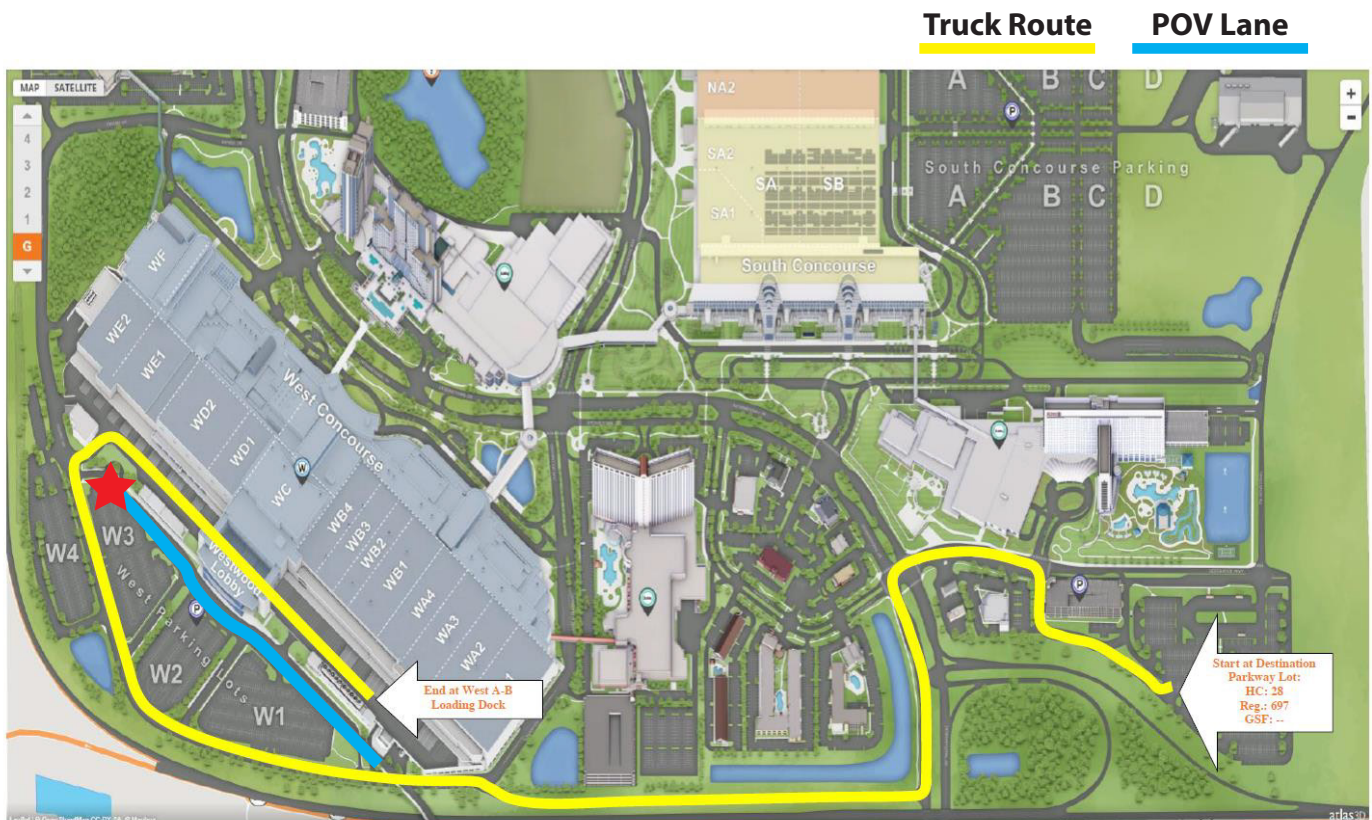 Truck Route
POV Lane
MAP
SATELLITE
4
3
2
1
G
+
-
NA2
SA2
SA
SB
SA1
South Concourse
A
B
C
D
P
South Concourse Parking
A
B
C
D
WF
WE2
WE1
WD2
WD1
West Concourse
W
WC
WB4
WB3
WB2
WB1
WA4
WA3
WA2
1
Westwood
Lobby
W4
W3
West Parking Lots
P
W2
W1
P
End at West A-B
Loading Dock
Start at Destination
Parkway Lot:
HC: 28
Reg.: 697
GSF: --
atlas3D